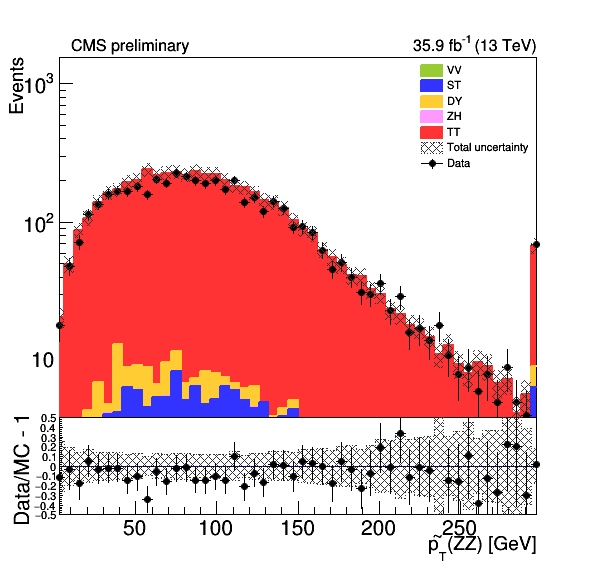 CMS preliminary
35.9 fb⁻¹ (13 TeV)
Events
10³
10²
10
VV
ST
DY
ZH
TT
Total uncertainty
Data
Data/MC - 1
0.5
0.4
0.3
0.2
0.1
0
-0.1
-0.2
-0.3
-0.4
-0.5
50
100
150
200
250
p̃_T(ZZ) [GeV]